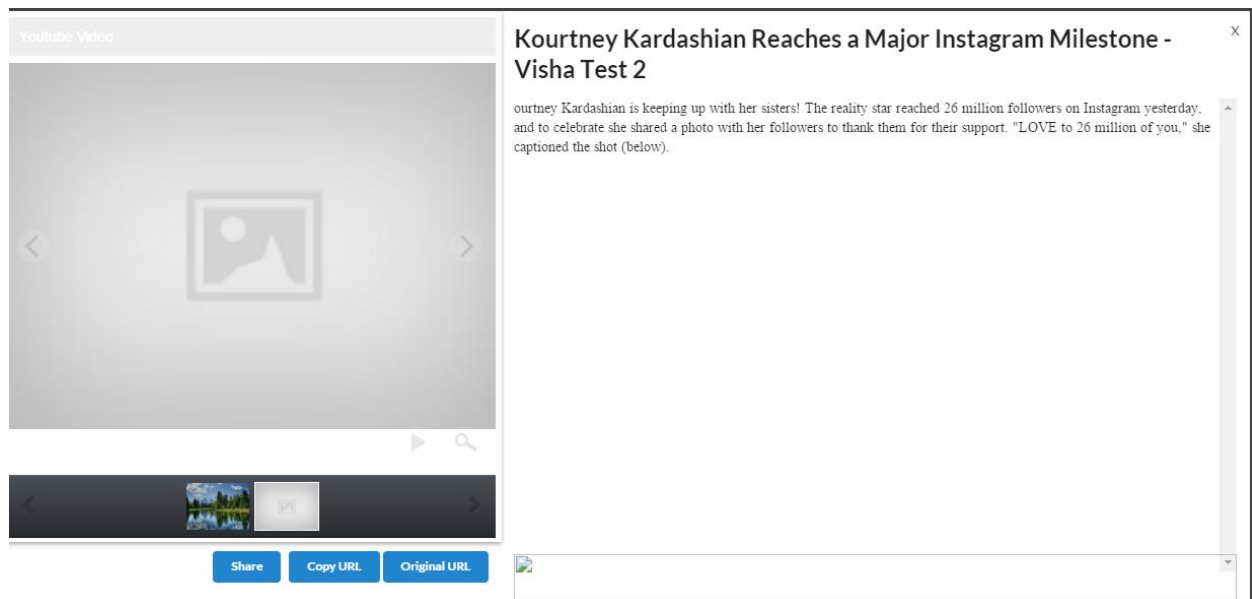 Youtube Video
Kourtney Kardashian Reaches a Major Instagram Milestone -
Visha Test 2
X
ourtney Kardashian is keeping up with her sisters! The reality star reached 26 million followers on Instagram yesterday,
and to celebrate she shared a photo with her followers to thank them for their support. "LOVE to 26 million of you," she
captioned the shot (below).
Share
Copy URL
Original URL